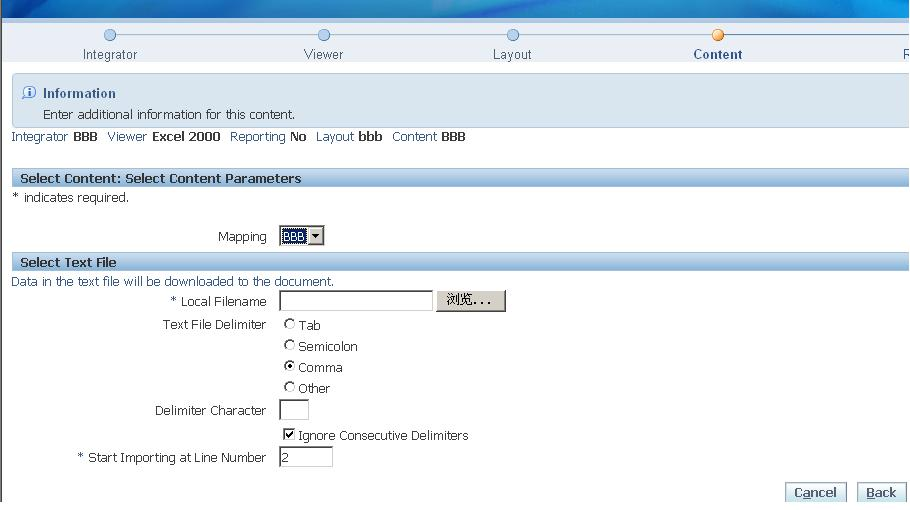 Integrator Viewer Layout Content R
Information
Enter additional information for this content.
Integrator BBB Viewer Excel 2000 Reporting No Layout bbb Content BBB
Select Content: Select Content Parameters
* indicates required.
Mapping BBB
Select Text File
Data in the text file will be downloaded to the document.
* Local Filename 浏览...
Text File Delimiter Tab
Semicolon
Comma
Other
Delimiter Character
Ignore Consecutive Delimiters
* Start Importing at Line Number 2
Cancel Back